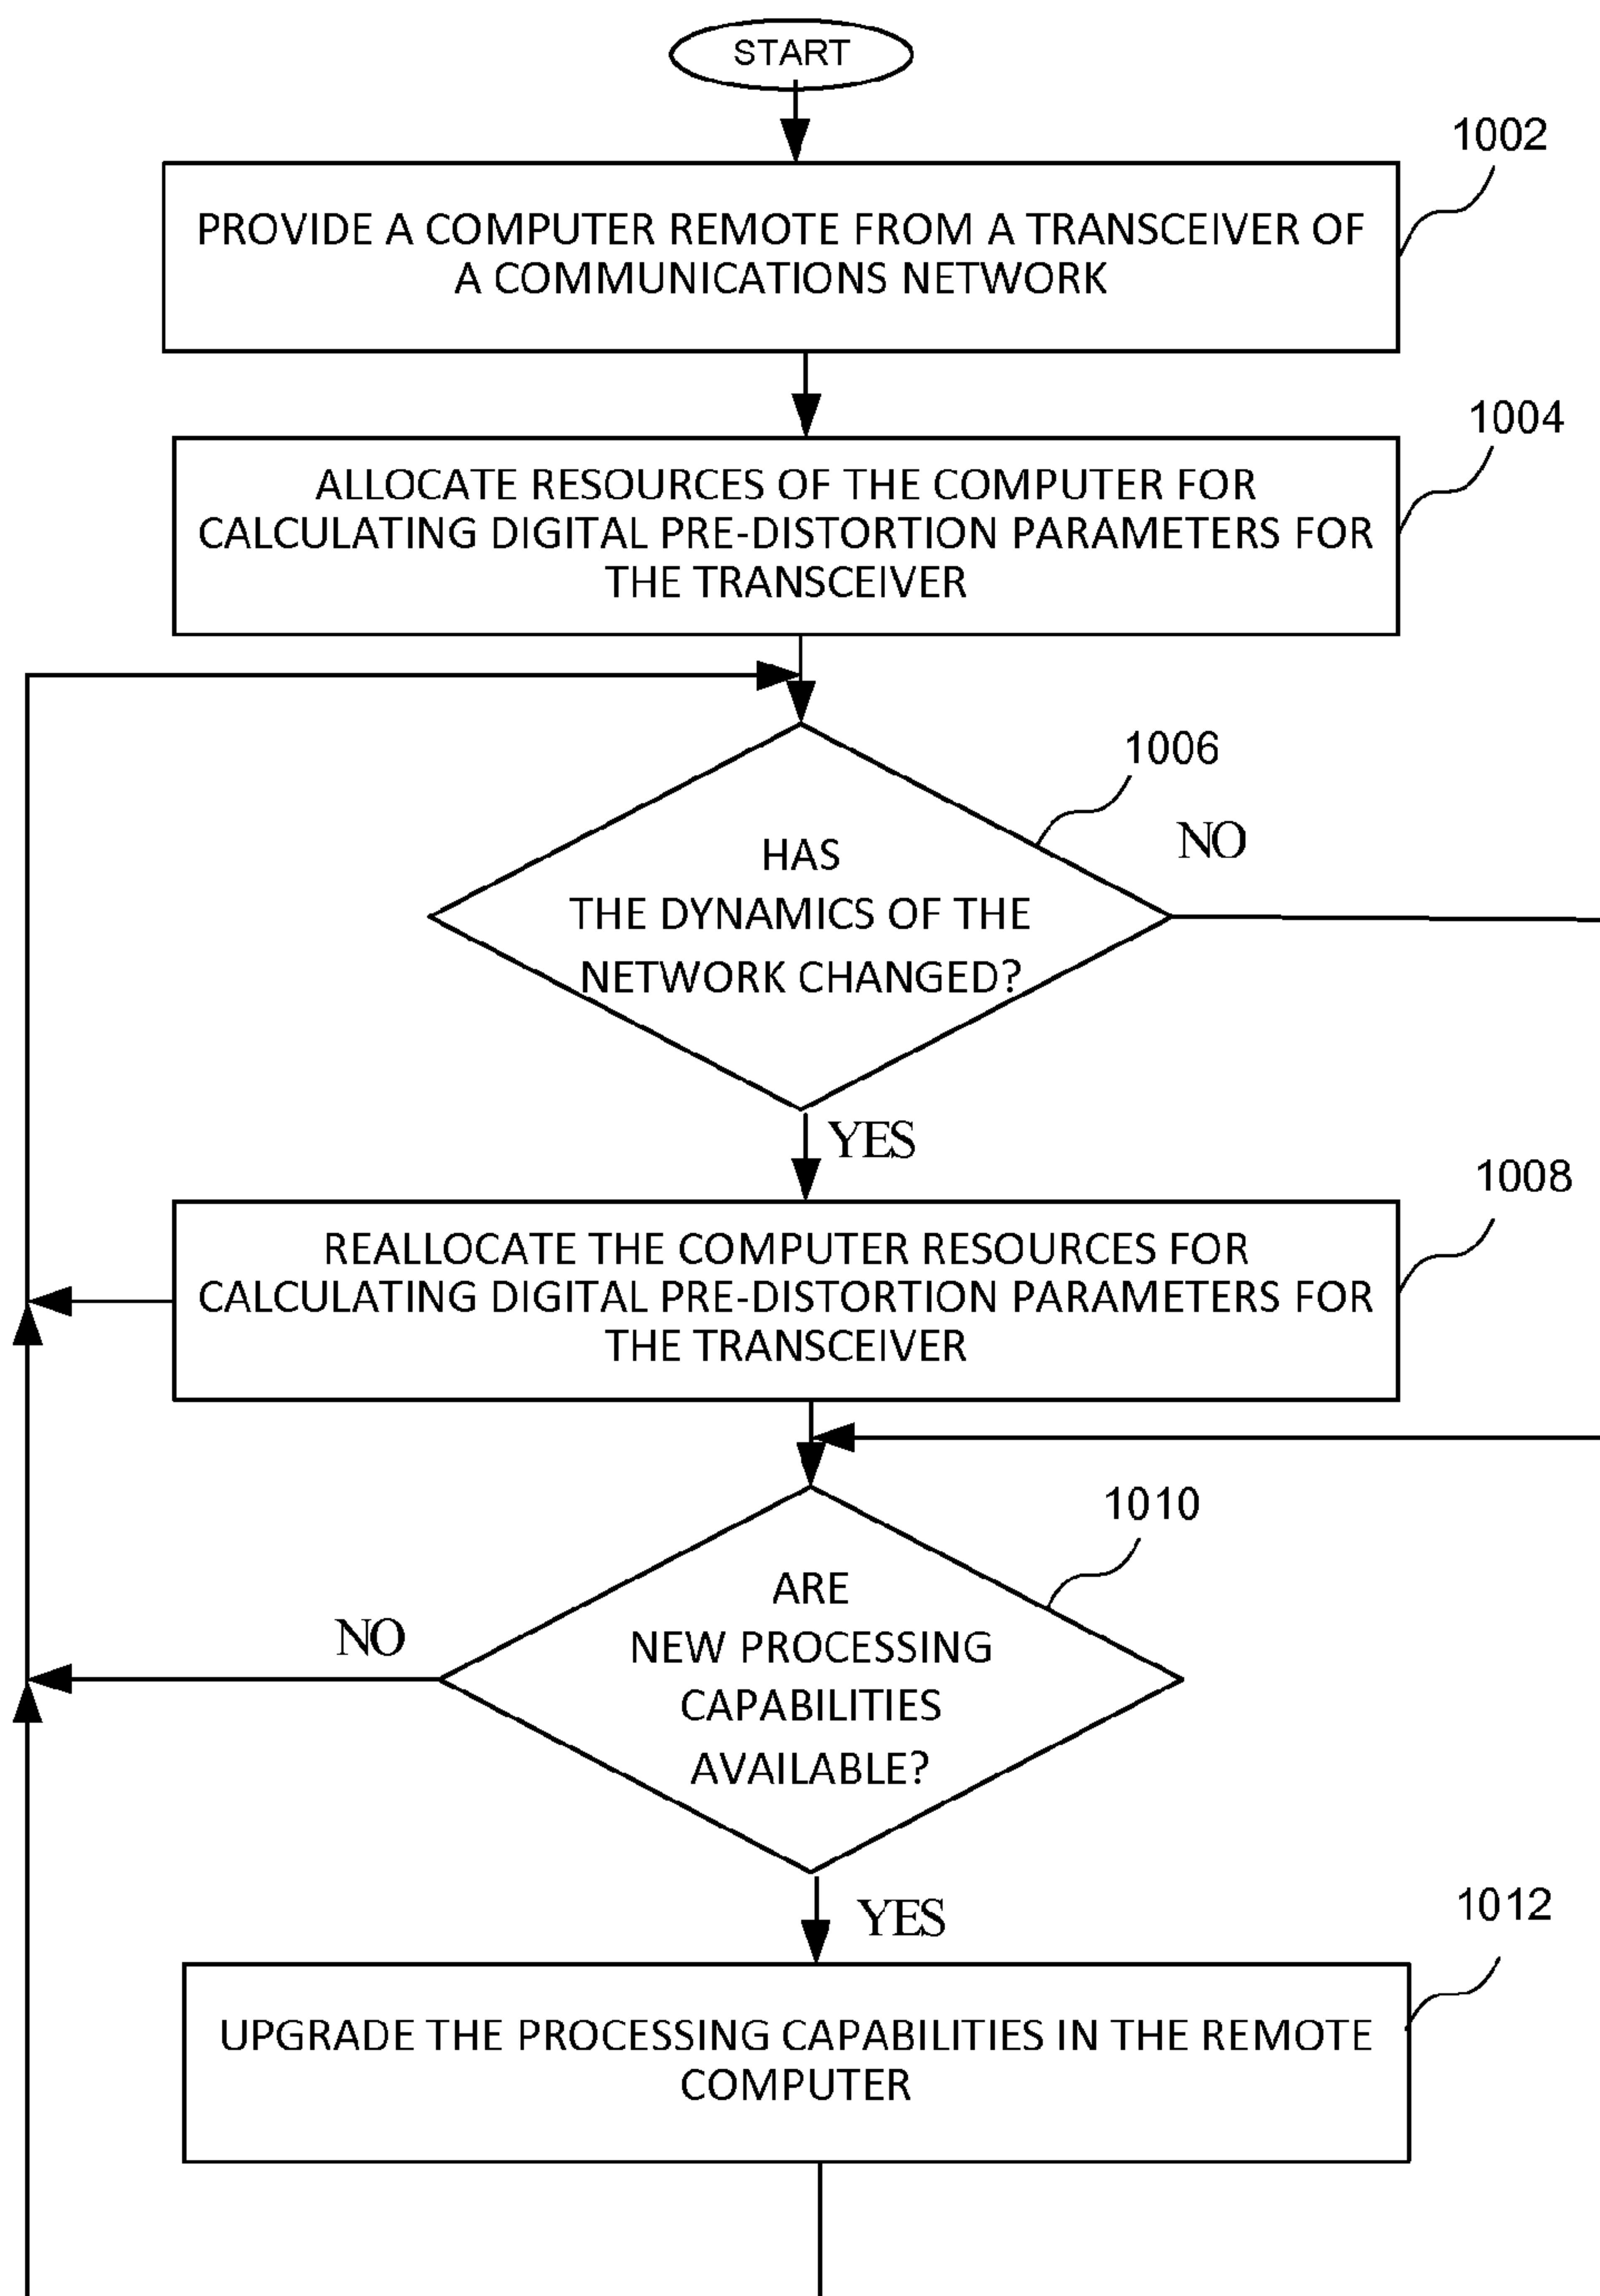 START
1002
PROVIDE A COMPUTER REMOTE FROM A TRANSCEIVER OF
A COMMUNICATIONS NETWORK
1004
ALLOCATE RESOURCES OF THE COMPUTER FOR
CALCULATING DIGITAL PRE-DISTORTION PARAMETERS FOR
THE TRANSCEIVER
1006
NO
HAS
THE DYNAMICS OF THE
NETWORK CHANGED?
YES
1008
REALLOCATE THE COMPUTER RESOURCES FOR
CALCULATING DIGITAL PRE-DISTORTION PARAMETERS FOR
THE TRANSCEIVER
1010
ARE
NEW PROCESSING
CAPABILITIES
AVAILABLE?
NO
YES
1012
UPGRADE THE PROCESSING CAPABILITIES IN THE REMOTE
COMPUTER